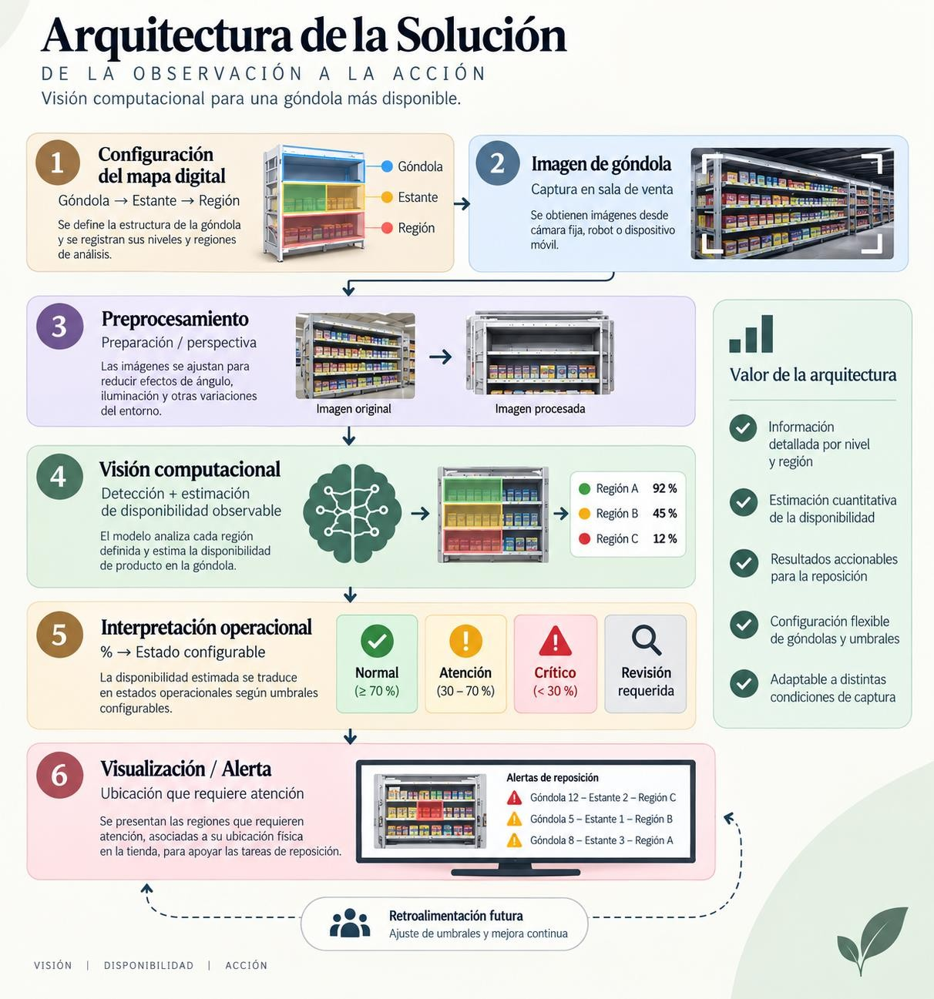 Arquitectura de la Solución
DE LA OBSERVACIÓN A LA ACCIÓN
Visión computacional para una góndola más disponible.
1
Configuración
del mapa digital
Góndola → Estante → Región
Se define la estructura de la góndola
y se registran sus niveles y regiones
de análisis.
Góndola
Estante
Región
2
Imagen de góndola
Captura en sala de venta
Se obtienen imágenes desde
cámara fija, robot o dispositivo
móvil.
3
Preprocesamiento
Preparación / perspectiva
Las imágenes se ajustan para
reducir efectos de ángulo,
iluminación y otras variaciones
del entorno.
Imagen original
Imagen procesada
4
Visión computacional
Detección + estimación
de disponibilidad observable
El modelo analiza cada región
definida y estima la disponibilidad
de producto en la góndola.
Región A 92 %
Región B 45 %
Región C 12 %
5
Interpretación operacional
% → Estado configurable
La disponibilidad estimada se traduce
en estados operacionales según umbrales
configurables.
Normal
(≥ 70 %)
Atención
(30 – 70 %)
Crítico
(< 30 %)
Revisión
requerida
6
Visualización / Alerta
Ubicación que requiere atención
Se presentan las regiones que requieren
atención, asociadas a su ubicación física
en la tienda, para apoyar las tareas de reposición.
Alertas de reposición
Góndola 12 – Estante 2 – Región C
Góndola 5 – Estante 1 – Región B
Góndola 8 – Estante 3 – Región A
Valor de la arquitectura
Información
detallada por nivel
y región
Estimación cuantitativa
de la disponibilidad
Resultados accionables
para la reposición
Configuración flexible
de góndolas y umbrales
Adaptable a distintas
condiciones de captura
Retroalimentación futura
Ajuste de umbrales y mejora continua
VISIÓN | DISPONIBILIDAD | ACCIÓN